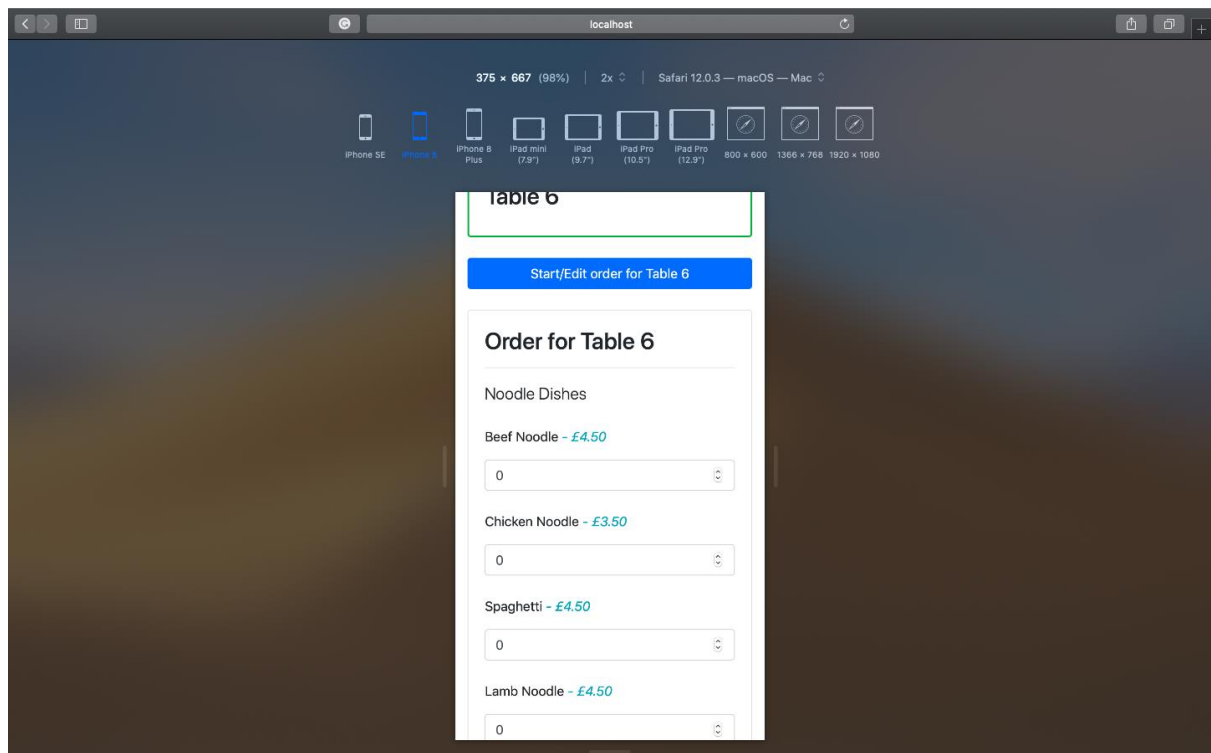 localhost
375 × 667 (98%) 2x Safari 12.0.3 — macOS — Mac
iPhone SE
iPhone 8
iPhone 8 Plus
iPad mini (7.9")
iPad (9.7")
iPad Pro (10.5")
iPad Pro (12.9")
800 × 600
1366 × 768
1920 × 1080
Table 6
Start/Edit order for Table 6
Order for Table 6
Noodle Dishes
Beef Noodle - £4.50
0
Chicken Noodle - £3.50
0
Spaghetti - £4.50
0
Lamb Noodle - £4.50
0